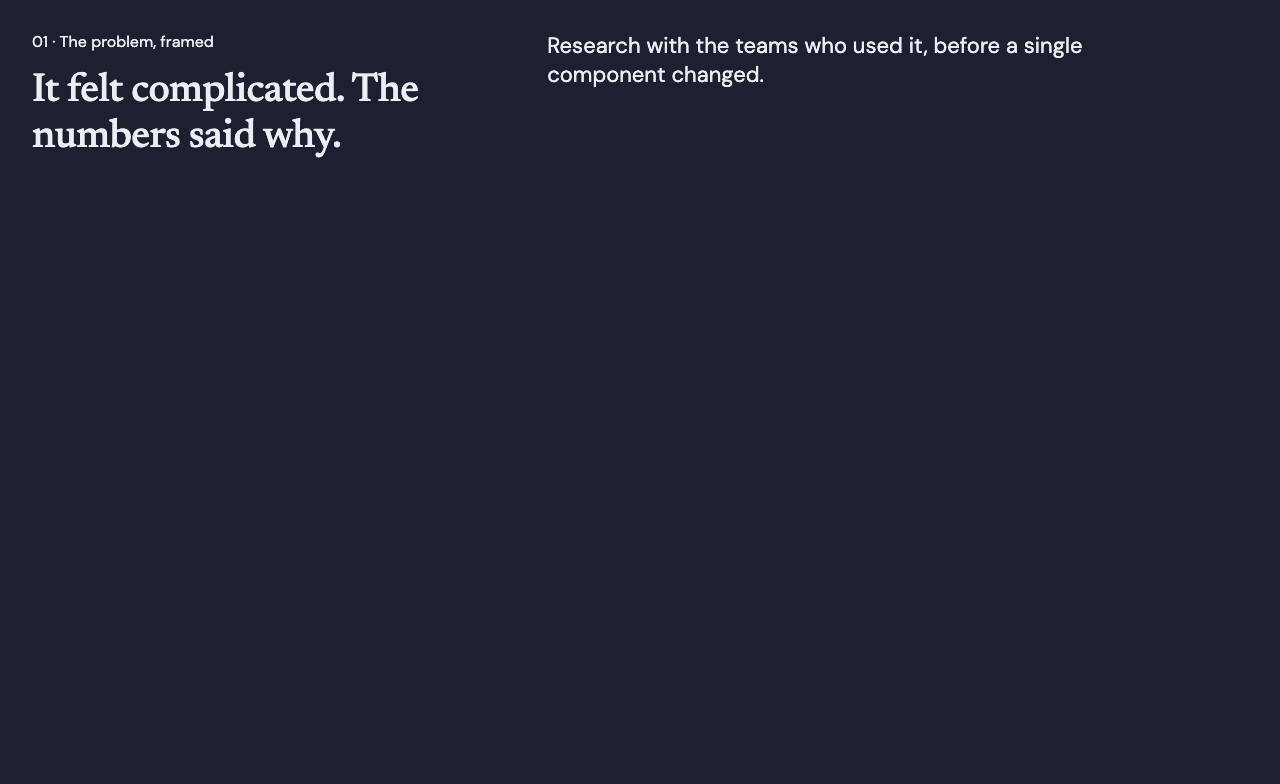 01 · The problem, framed
It felt complicated. The
numbers said why.
Research with the teams who used it, before a single
component changed.